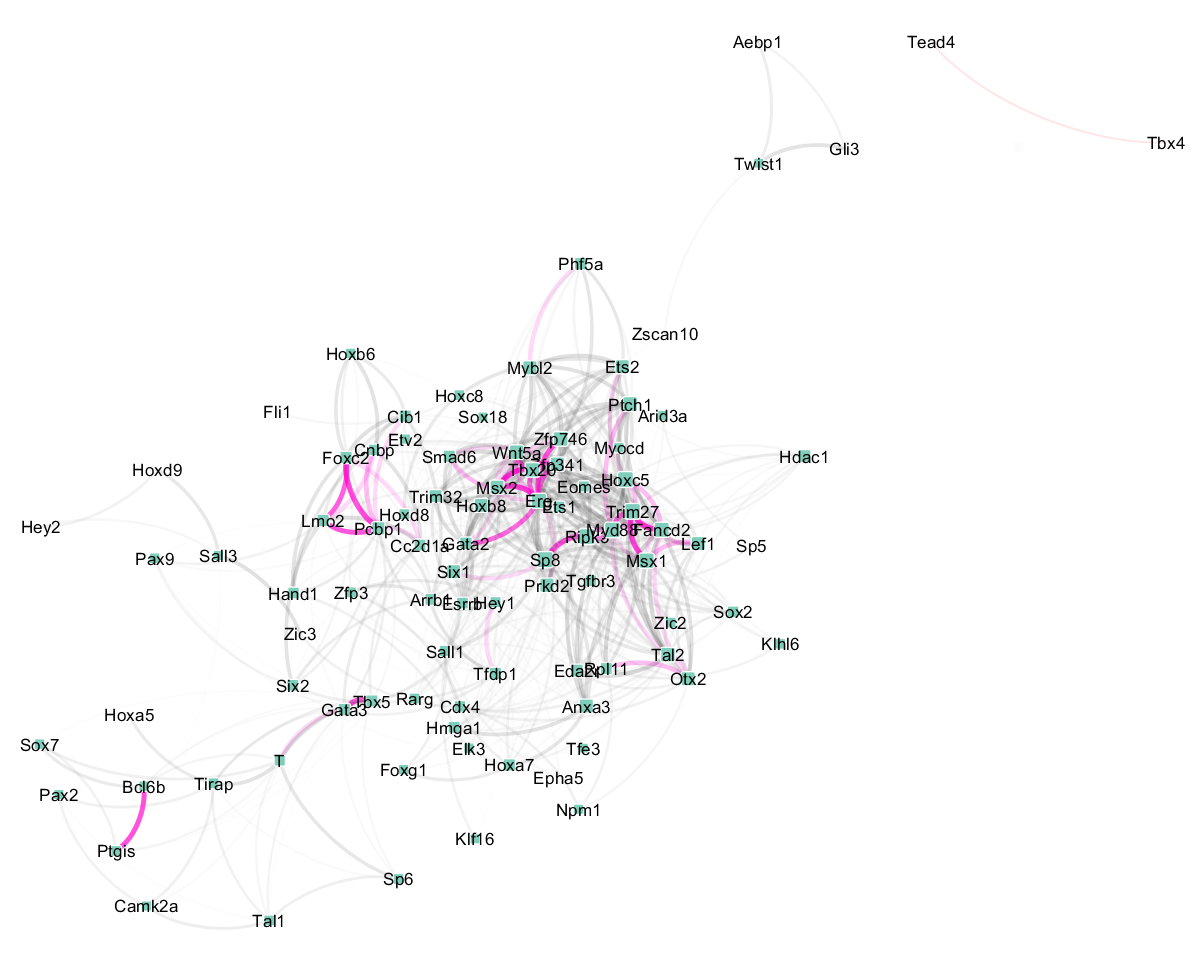 Aebp1
Tead4
Tbx4
Gli3
Twist1
Phf5a
Zscan10
Hoxb6
Mybl2
Ets2
Hoxc8
Ptch1
Fli1
Cib1
Sox18
Arid3a
Etv2
Zfp746
Cnbp
Wnt5a
Myocd
Foxc2
Smad6
Hdac1
Hoxd9
Tbx20
Hoxc5
Msx2
Eomes
Trim32
Hoxb8
Erg
Ets1
Trim27
Lmo2
Hoxd8
Hey2
Pcbp1
Myd88
Fancd2
Ripk3
Cc2d1a
Gata2
Lef1
Sp5
Pax9
Sall3
Sp8
Msx1
Six1
Tgfbr3
Prkd2
Hand1
Zfp3
Arrb1
Esrrb
Hey1
Sox2
Zic2
Zic3
Klhl6
Sall1
Tal2
Tfdp1
Rpl11
Otx2
Six2
Tbx5
Rarg
Gata3
Cdx4
Anxa3
Hoxa5
Hmga1
Sox7
Elk3
Tfe3
T
Hoxa7
Foxg1
Epha5
Bcl6b
Tirap
Pax2
Npm1
Klf16
Ptgis
Sp6
Camk2a
Tal1